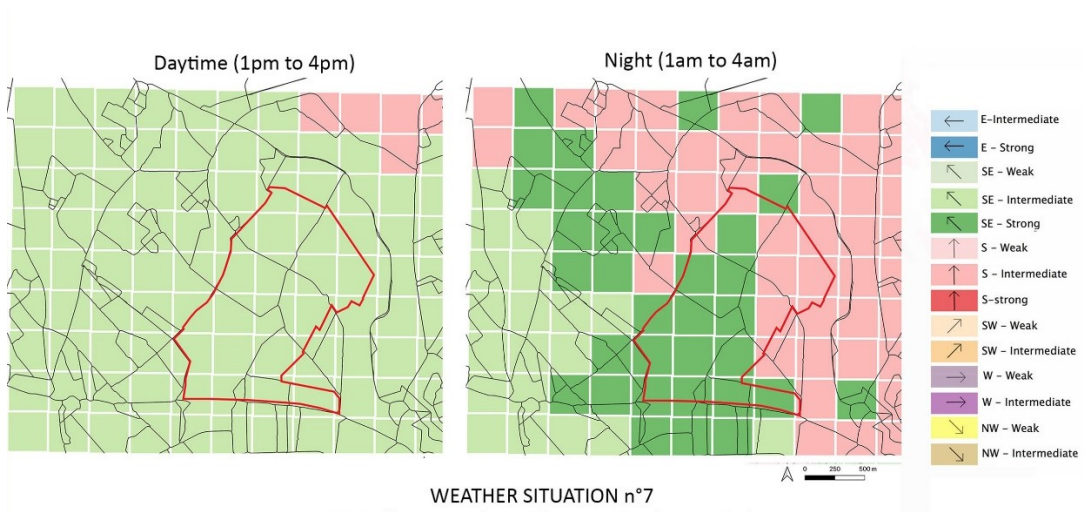 Daytime (1pm to 4pm)
Night (1am to 4am)
E-Intermediate
E - Strong
SE - Weak
SE - Intermediate
SE - Strong
S - Weak
S - Intermediate
S-strong
SW - Weak
SW - Intermediate
W - Weak
W - Intermediate
NW - Weak
NW - Intermediate
0 250 500 m
WEATHER SITUATION n°7